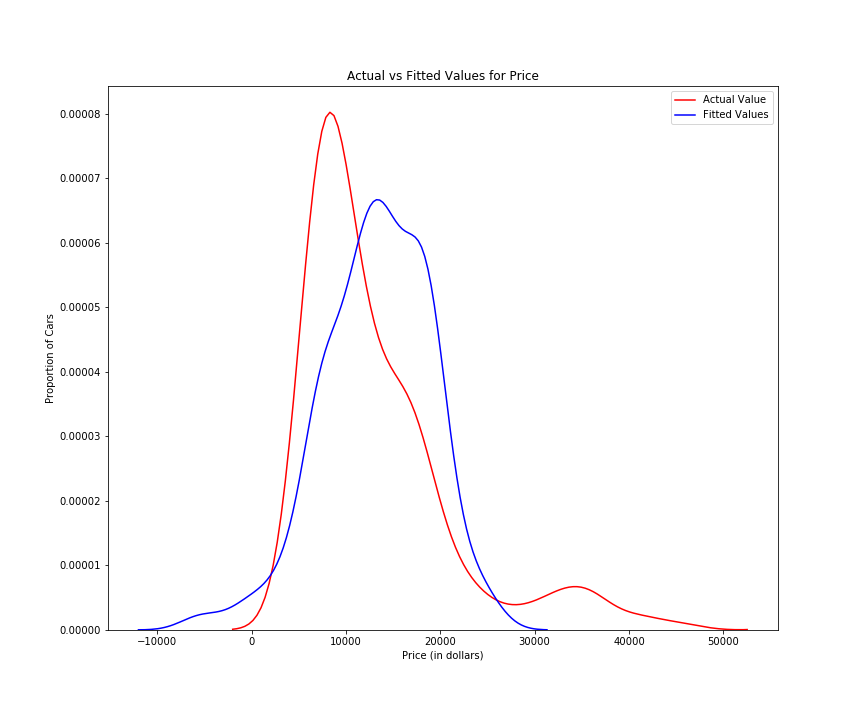 Actual vs Fitted Values for Price
Actual Value
Fitted Values
0.00008
0.00007
0.00006
0.00005
0.00004
0.00003
0.00002
0.00001
0.00000
Proportion of Cars
−10000 0 10000 20000 30000 40000 50000
Price (in dollars)